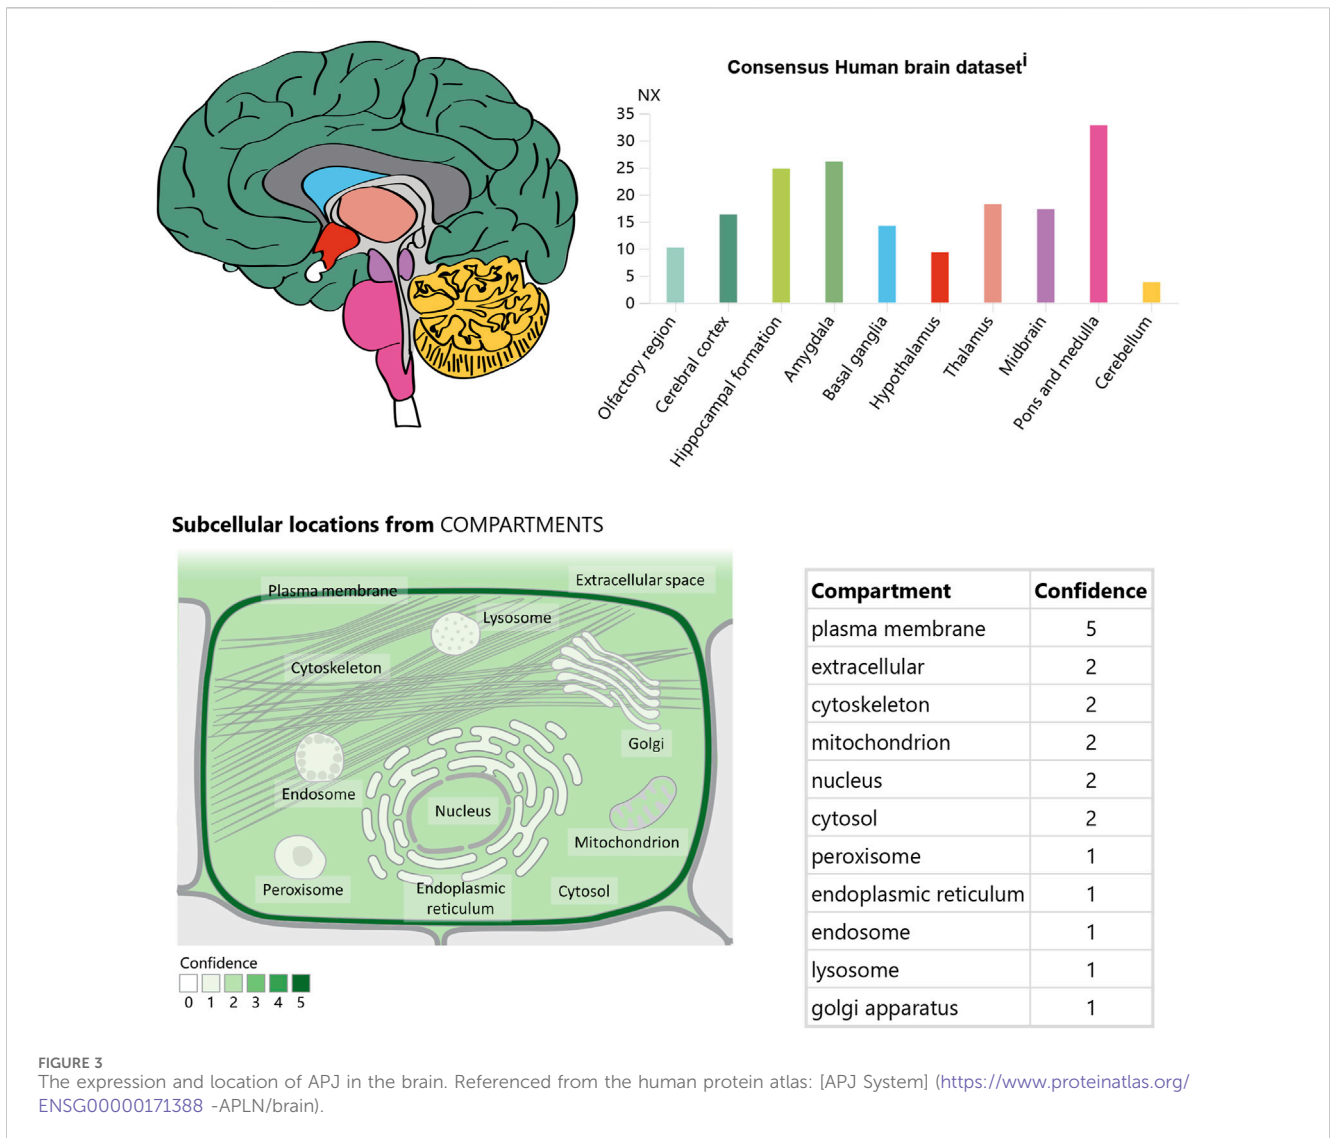 Consensus Human brain dataseti
NX
35
30
25
20
15
10
5
0
Olfactory region
Cerebral cortex
Hippocampal formation
Amygdala
Basal ganglia
Hypothalamus
Thalamus
Midbrain
Pons and medulla
Cerebellum
Subcellular locations from COMPARTMENTS
Plasma membrane
Extracellular space
Lysosome
Cytoskeleton
Golgi
Endosome
Nucleus
Mitochondrion
Peroxisome
Endoplasmic
reticulum
Cytosol
Confidence
0 1 2 3 4 5
Compartment Confidence
plasma membrane 5
extracellular 2
cytoskeleton 2
mitochondrion 2
nucleus 2
cytosol 2
peroxisome 1
endoplasmic reticulum 1
endosome 1
lysosome 1
golgi apparatus 1
FIGURE 3
The expression and location of APJ in the brain. Referenced from the human protein atlas: [APJ System] (https://www.proteinatlas.org/
ENSG00000171388 -APLN/brain).